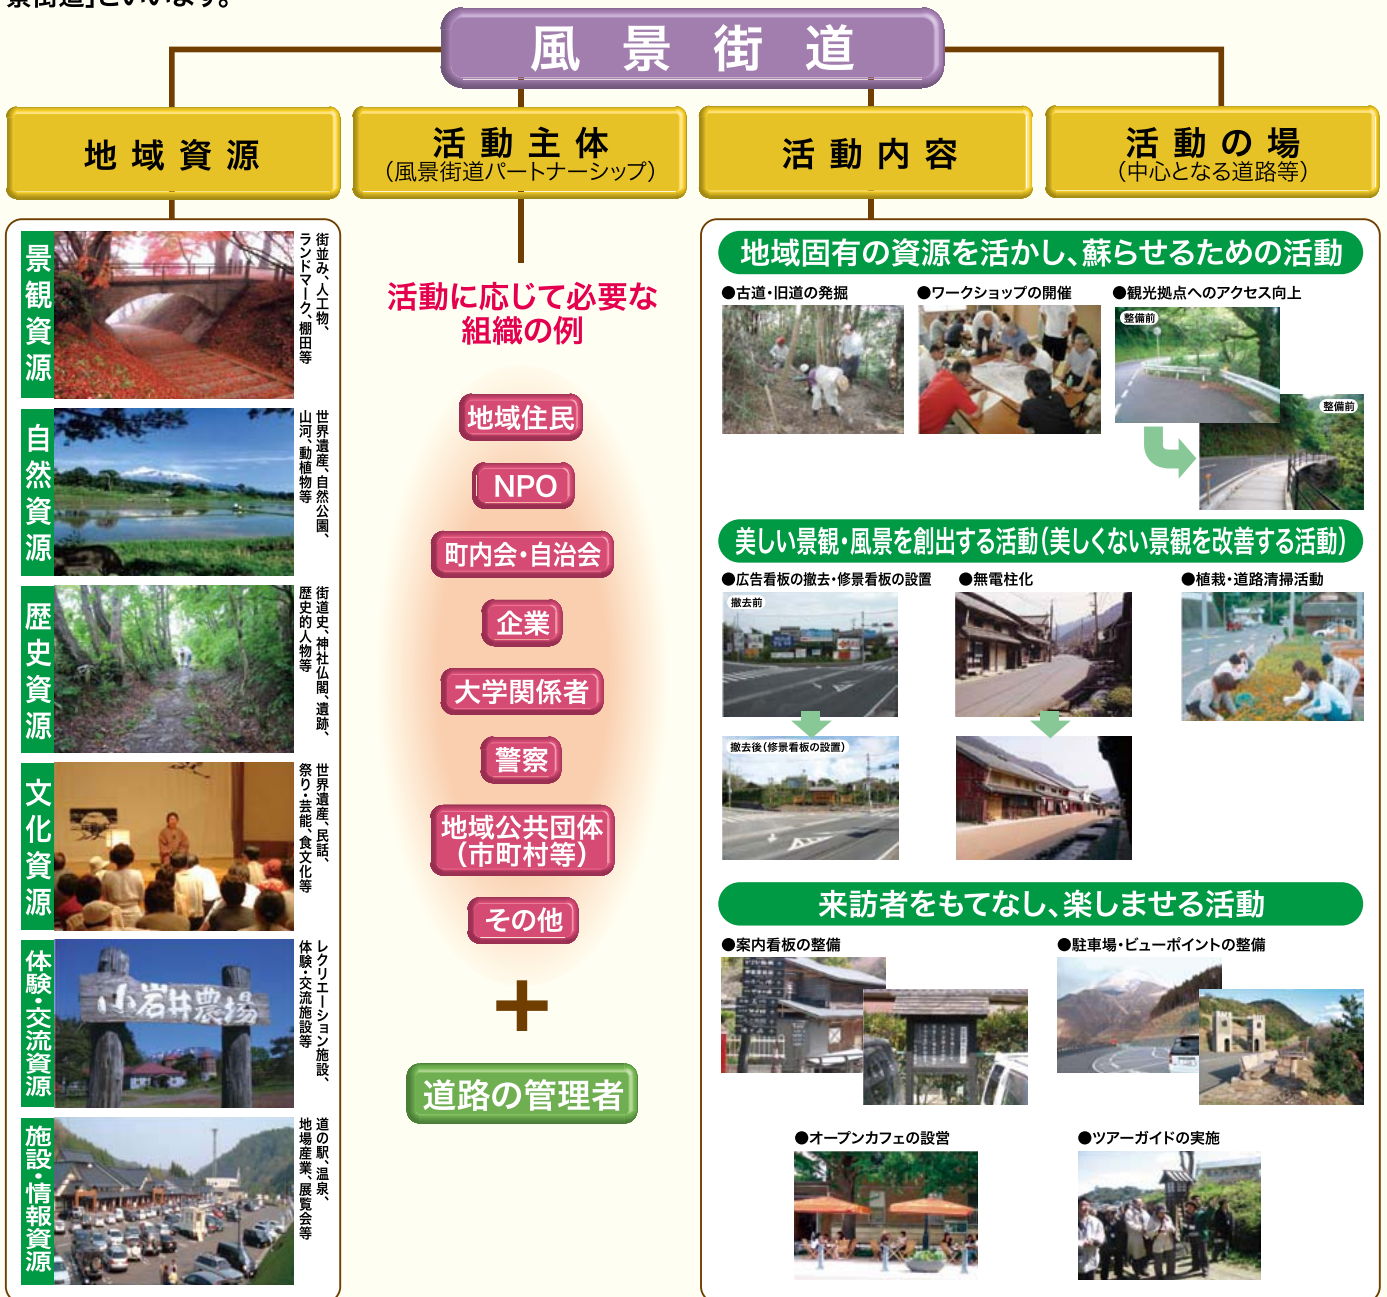 景街道」といいます。
風景街道
地域資源
活動主体
（風景街道パートナーシップ）
活動内容
活動の場
（中心となる道路等）
景観資源
街並み、人工物、
ランドマーク、棚田等
自然資源
世界遺産、自然公園、
山河、動植物等
歴史資源
街道史、神社仏閣、遺跡、
歴史的人物等
文化資源
世界遺産、民話、
祭り・芸能、食文化等
体験・交流資源
レクリエーション施設、
体験・交流施設等
小岩井農場
施設・情報資源
道の駅、温泉、
地場産業、展覧会等
活動に応じて必要な
組織の例
地域住民
NPO
町内会・自治会
企業
大学関係者
警察
地域公共団体
（市町村等）
その他
＋
道路の管理者
地域固有の資源を活かし、蘇らせるための活動
●古道・旧道の発掘
●ワークショップの開催
●観光拠点へのアクセス向上
整備前
整備前
美しい景観・風景を創出する活動（美しくない景観を改善する活動）
●広告看板の撤去・修景看板の設置
●無電柱化
●植栽・道路清掃活動
撤去前
撤去後（修景看板の設置）
来訪者をもてなし、楽しませる活動
●案内看板の整備
●駐車場・ビューポイントの整備
●オープンカフェの設営
●ツアーガイドの実施